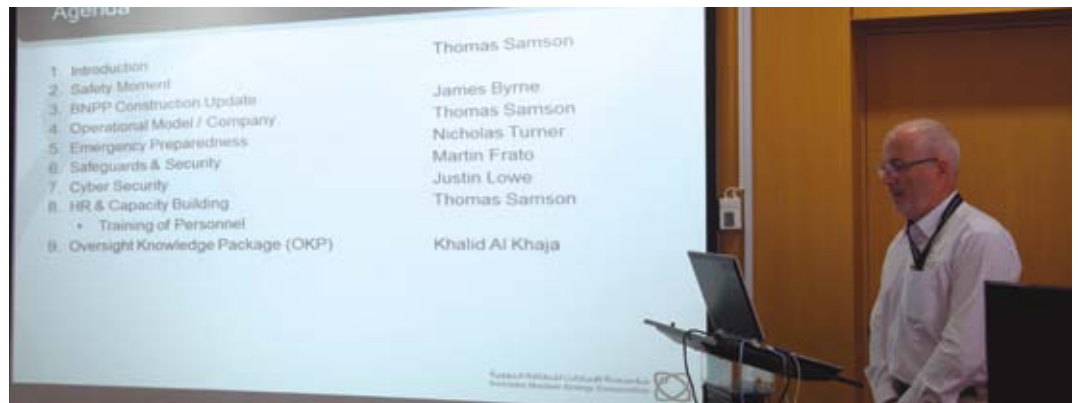 Agenda
1. Introduction
Thomas Samson
2. Safety Moment
3. BNPP Construction Update
James Byrne
4. Operational Model / Company
Thomas Samson
5. Emergency Preparedness
Nicholas Turner
6. Safeguards & Security
Martin Frato
7. Cyber Security
Justin Lowe
8. HR & Capacity Building
Thomas Samson
• Training of Personnel
9. Oversight Knowledge Package (OKP)
Khalid Al Khaja
Emirates Nuclear Energy Corporation